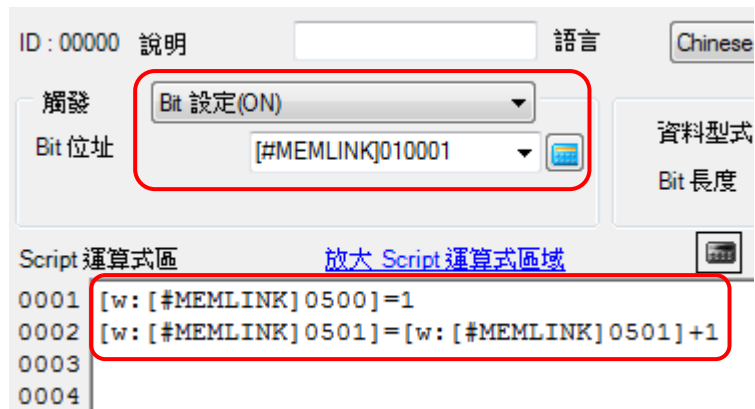 ID : 00000 說明 語言 Chinese
觸發 Bit 設定(ON)
Bit 位址 [#MEMLINK]010001
資料型式
Bit 長度
Script 運算式區 放大 Script 運算式區域
0001 [w:[#MEMLINK]0500]=1
0002 [w:[#MEMLINK]0501]=[w:[#MEMLINK]0501]+1
0003
0004